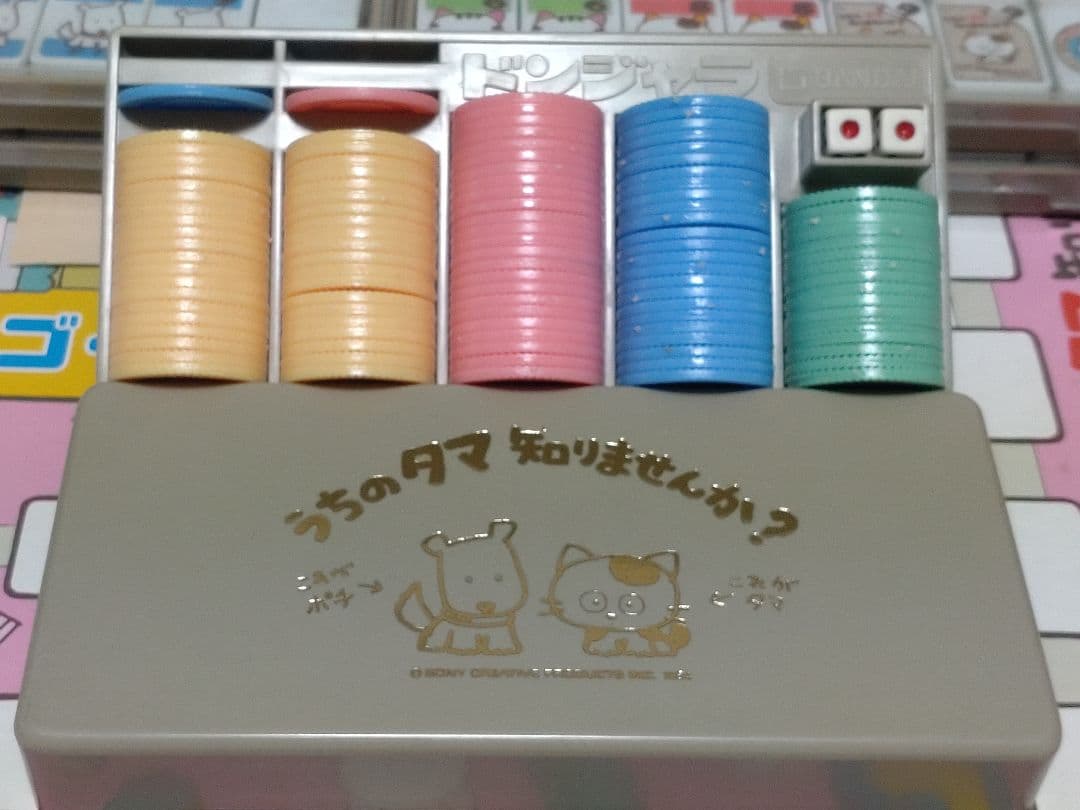 ドンジャラ
BANDAI
ゴ
うちのタマ知りませんか?
これが
ポチ
これが
タマ
© SONY CREATIVE PRODUCTS INC.